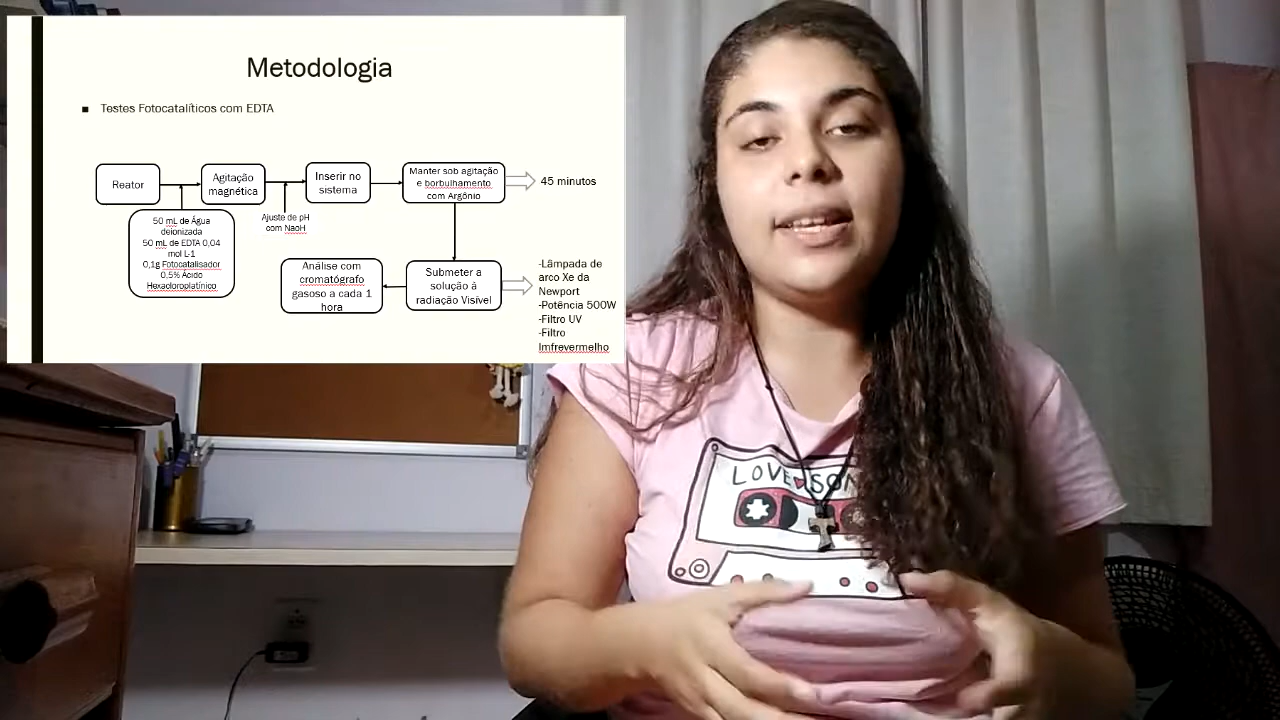 Metodologia
Testes Fotocatalíticos com EDTA
Reator
Agitação
magnética
Inserir no
sistema
Manter sob agitação
e borbulhamento
com Argônio
45 minutos
50 mL de Água
deionizada
50 mL de EDTA 0,04
mol L-1
0,1g Fotocatalisador
0,5% Ácido
Hexacloroplatínico
Ajuste de pH
com NaoH
Análise com
cromatógrafo
gasoso a cada 1
hora
Submeter a
solução á
radiação Visível
-Lâmpada de
arco Xe da
Newport
-Potência 500W
-Filtro UV
-Filtro
Imfrevermelho
LOVE SON